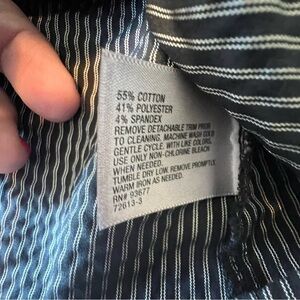 55% COTTON
41% POLYESTER
4% SPANDEX
REMOVE DETACHABLE TRIM PRIOR
TO CLEANING. MACHINE WASH COLD
GENTLE CYCLE. WITH LIKE COLORS.
USE ONLY NON-CHLORINE BLEACH
WHEN NEEDED.
TUMBLE DRY LOW. REMOVE PROMPTLY.
WARM IRON AS NEEDED.
RN# 93677
72613-3